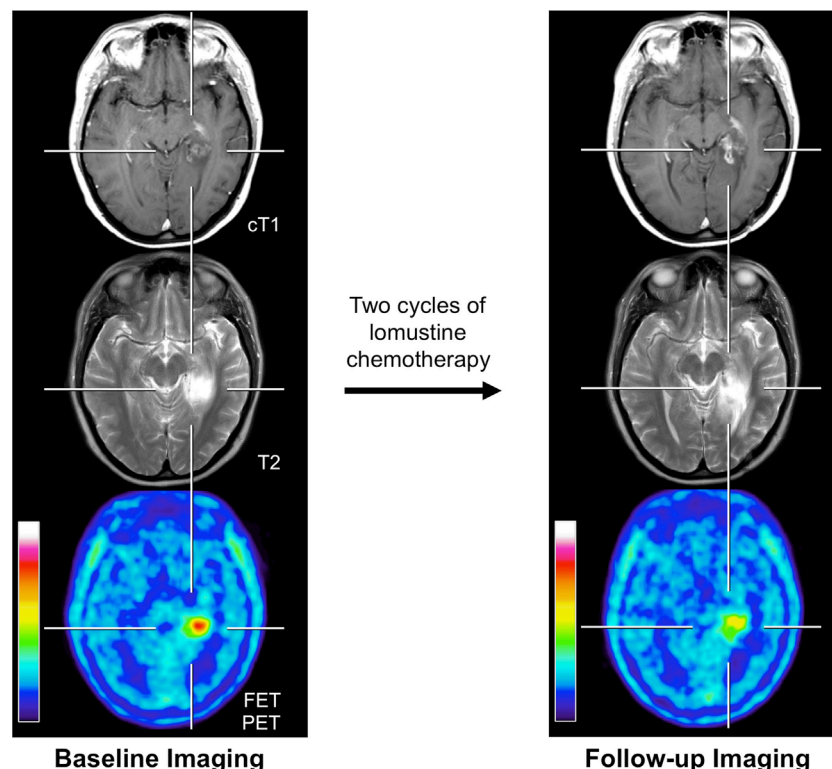 cT1
T2
FET
PET
Baseline Imaging
Two cycles of
lomustine
chemotherapy
Follow-up Imaging